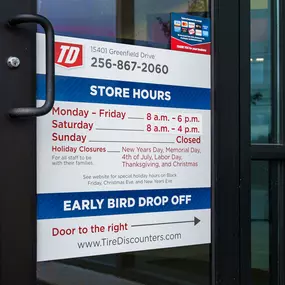 TD
15401 Greenfield Drive
256-867-2060
STORE HOURS
Monday – Friday 8 a.m. - 6 p.m.
Saturday 8 a.m. - 4 p.m.
Sunday Closed
Holiday Closures New Years Day, Memorial Day,
For all staff to be 4th of July, Labor Day,
with their families. Thanksgiving, and Christmas
See website for special holiday hours on Black
Friday, Christmas Eve, and New Years Eve.
EARLY BIRD DROP OFF
Door to the right
www.TireDiscounters.com